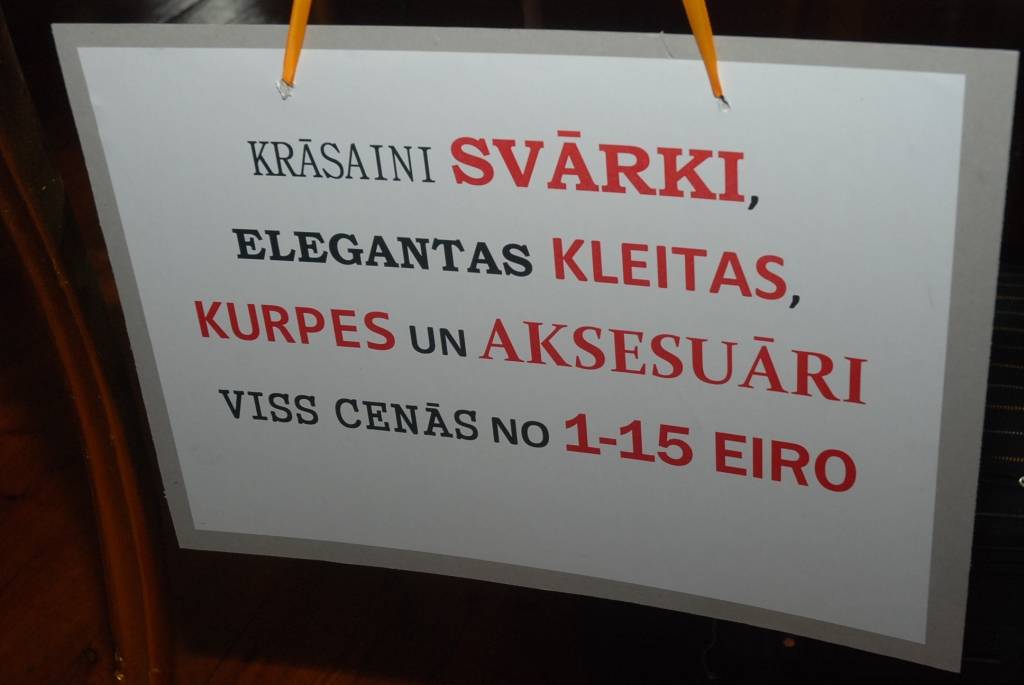 KRĀSAINI SVĀRKI,
ELEGANTAS KLEITAS,
KURPES UN AKSESUĀRI
VISS CENĀS NO 1-15 EIRO